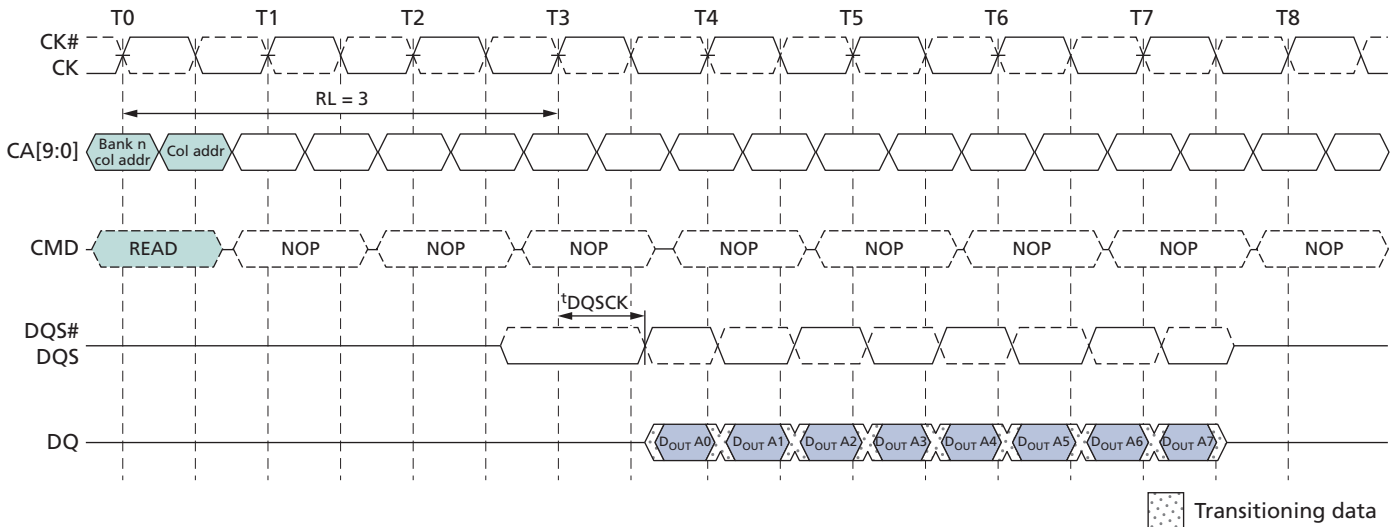 T0 T1 T2 T3 T4 T5 T6 T7 T8
CK#
CK
RL = 3
CA[9:0]
Bank n
col addr
Col addr
CMD
READ NOP NOP NOP NOP NOP NOP NOP NOP
tDQSCK
DQS#
DQS
DQ
DOUT A0 DOUT A1 DOUT A2 DOUT A3 DOUT A4 DOUT A5 DOUT A6 DOUT A7
Transitioning data